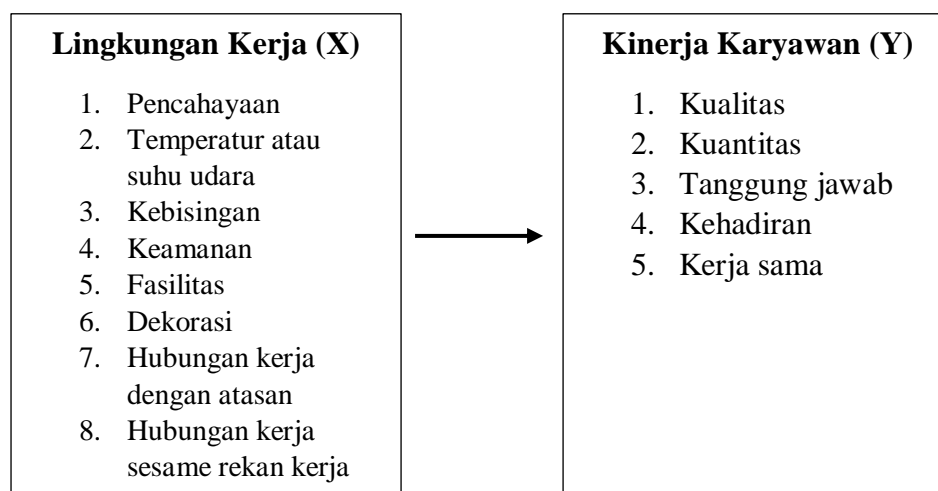 Lingkungan Kerja (X)
1. Pencahayaan
2. Temperatur atau
suhu udara
3. Kebisingan
4. Keamanan
5. Fasilitas
6. Dekorasi
7. Hubungan kerja
dengan atasan
8. Hubungan kerja
sesame rekan kerja
Kinerja Karyawan (Y)
1. Kualitas
2. Kuantitas
3. Tanggung jawab
4. Kehadiran
5. Kerja sama